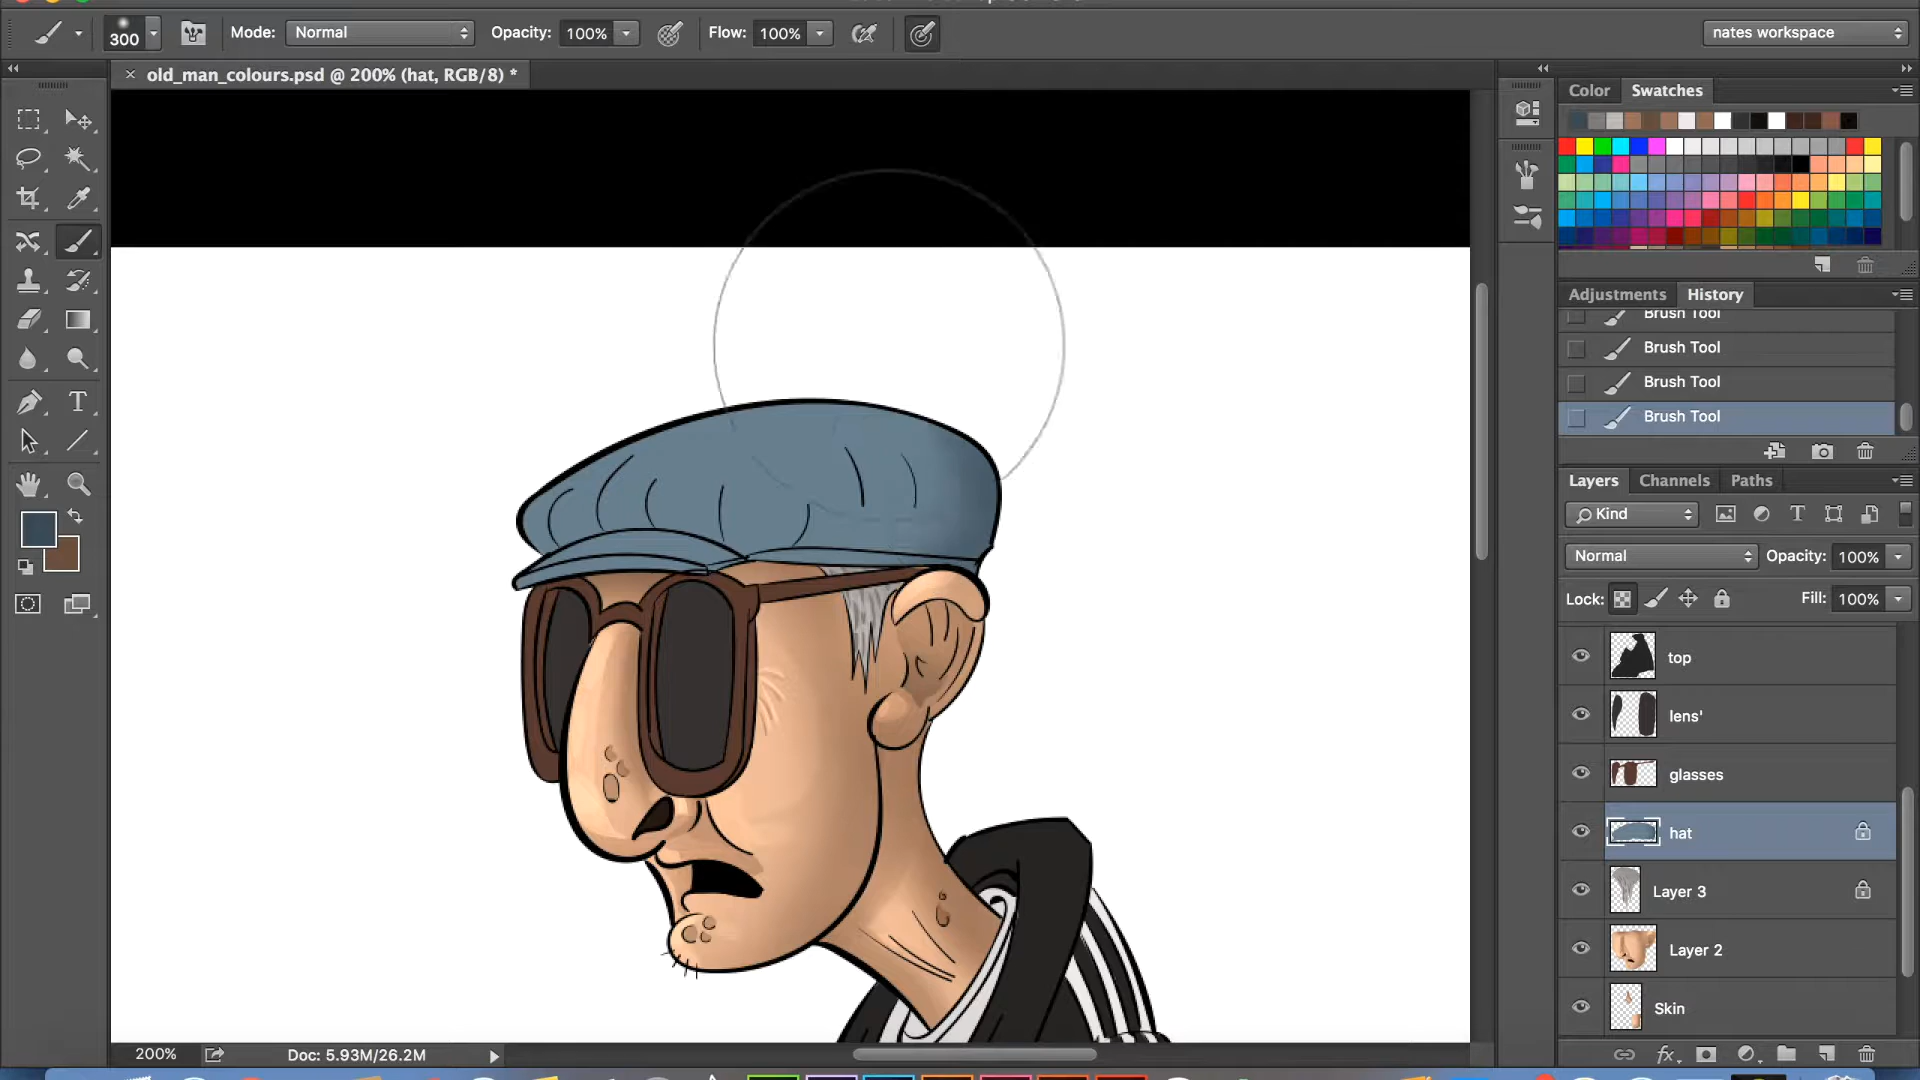 300
Mode: Normal
Opacity: 100%
Flow: 100%
nates workspace
× old_man_colours.psd @ 200% (hat, RGB/8) *
Color Swatches
Adjustments History
Brush Tool
Brush Tool
Brush Tool
Brush Tool
Layers Channels Paths
Kind
Normal
Opacity: 100%
Lock:
Fill: 100%
top
lens'
glasses
hat
Layer 3
Layer 2
Skin
200%
Doc: 5.93M/26.2M